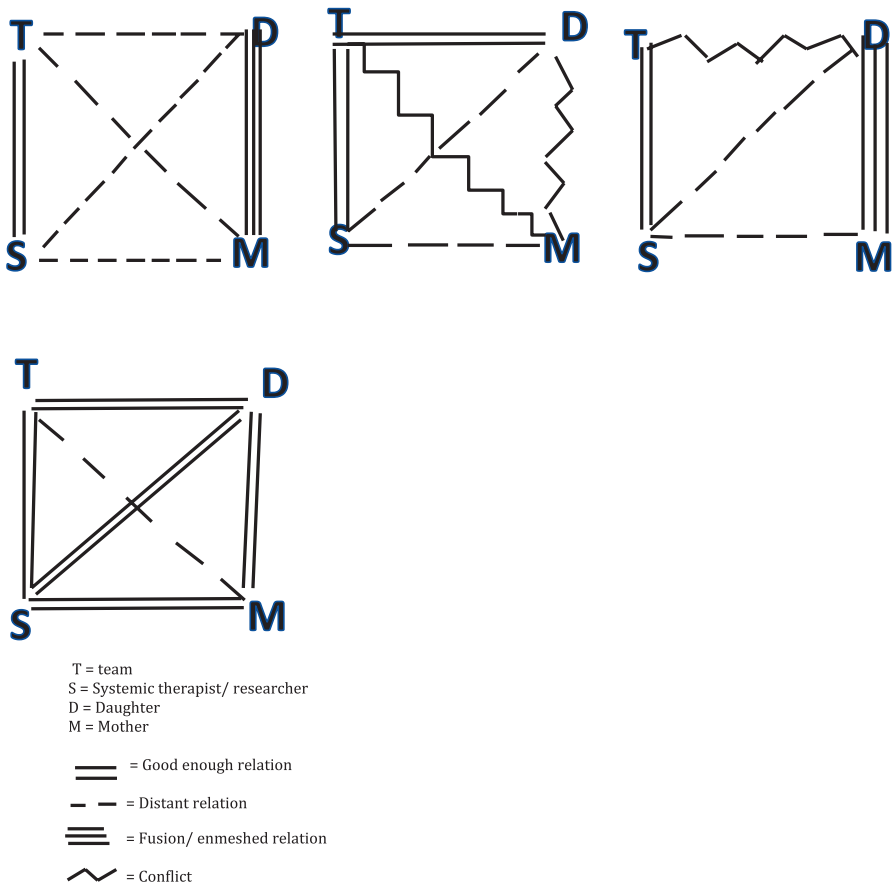 T D
S M
T D
S M
T D
S M
T D
S M
T = team
S = Systemic therapist/ researcher
D = Daughter
M = Mother
= Good enough relation
= Distant relation
= Fusion/ enmeshed relation
= Conflict